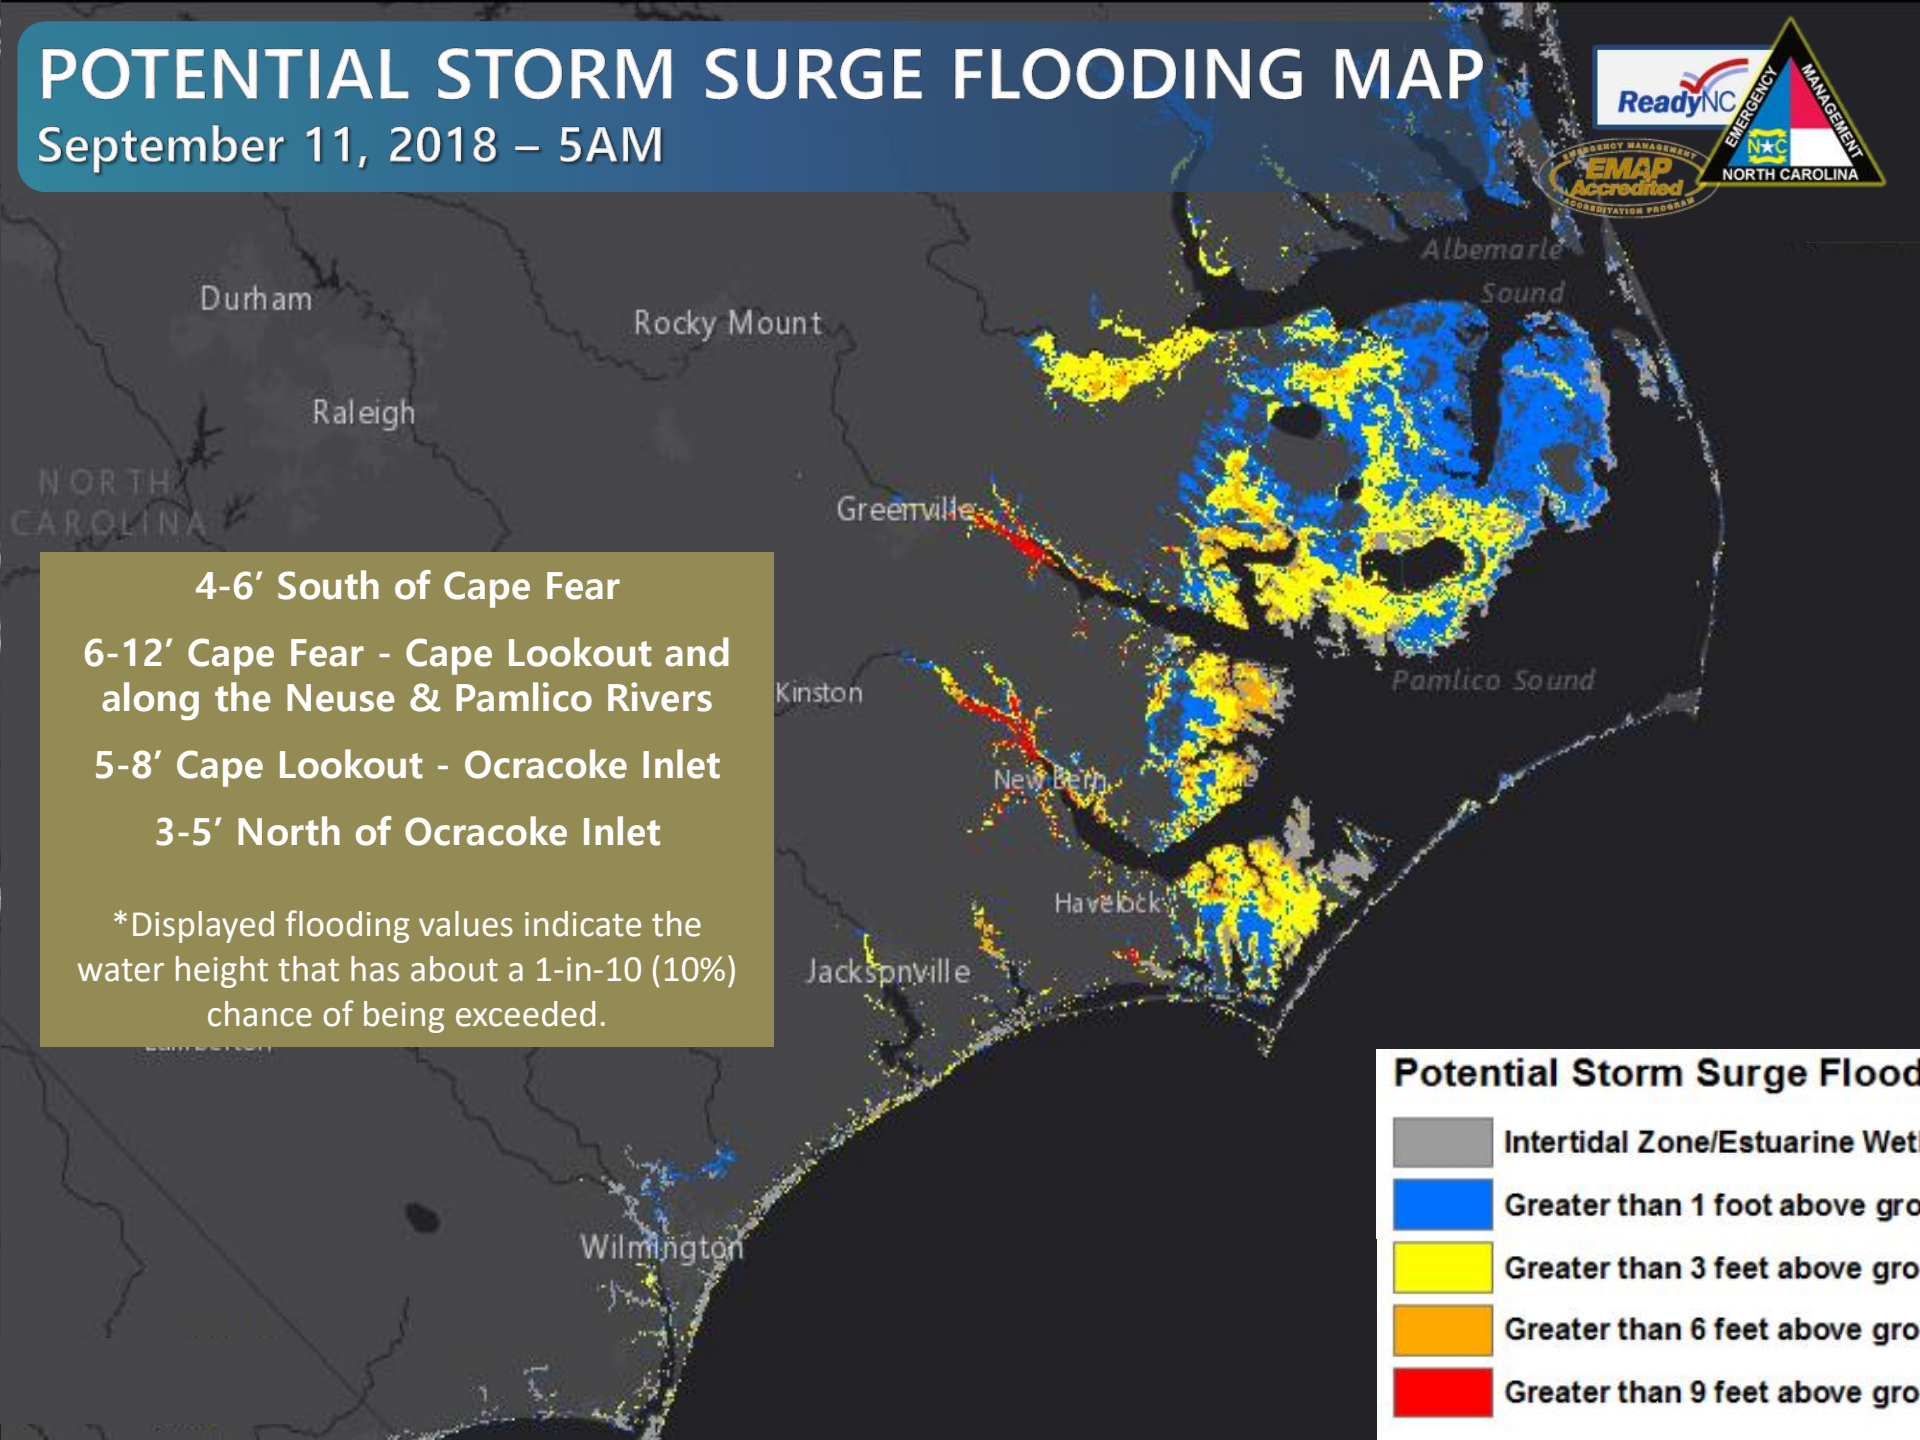 POTENTIAL STORM SURGE FLOODING MAP
September 11, 2018 – 5AM
ReadyNC
EMERGENCY MANAGEMENT
N★C
NORTH CAROLINA
EMERGENCY MANAGEMENT
EMAP
Accredited
ACCREDITATION PROGRAM
Albemarle
Sound
Durham
Rocky Mount
Raleigh
NORTH
CAROLINA
Greenville
4-6’ South of Cape Fear
6-12’ Cape Fear - Cape Lookout and
along the Neuse & Pamlico Rivers
5-8’ Cape Lookout - Ocracoke Inlet
3-5’ North of Ocracoke Inlet
*Displayed flooding values indicate the
water height that has about a 1-in-10 (10%)
chance of being exceeded.
Kinston
Pamlico Sound
New Bern
Havelock
Jacksonville
Wilmington
Potential Storm Surge Flood
Intertidal Zone/Estuarine Wetl
Greater than 1 foot above gro
Greater than 3 feet above gro
Greater than 6 feet above gro
Greater than 9 feet above gro